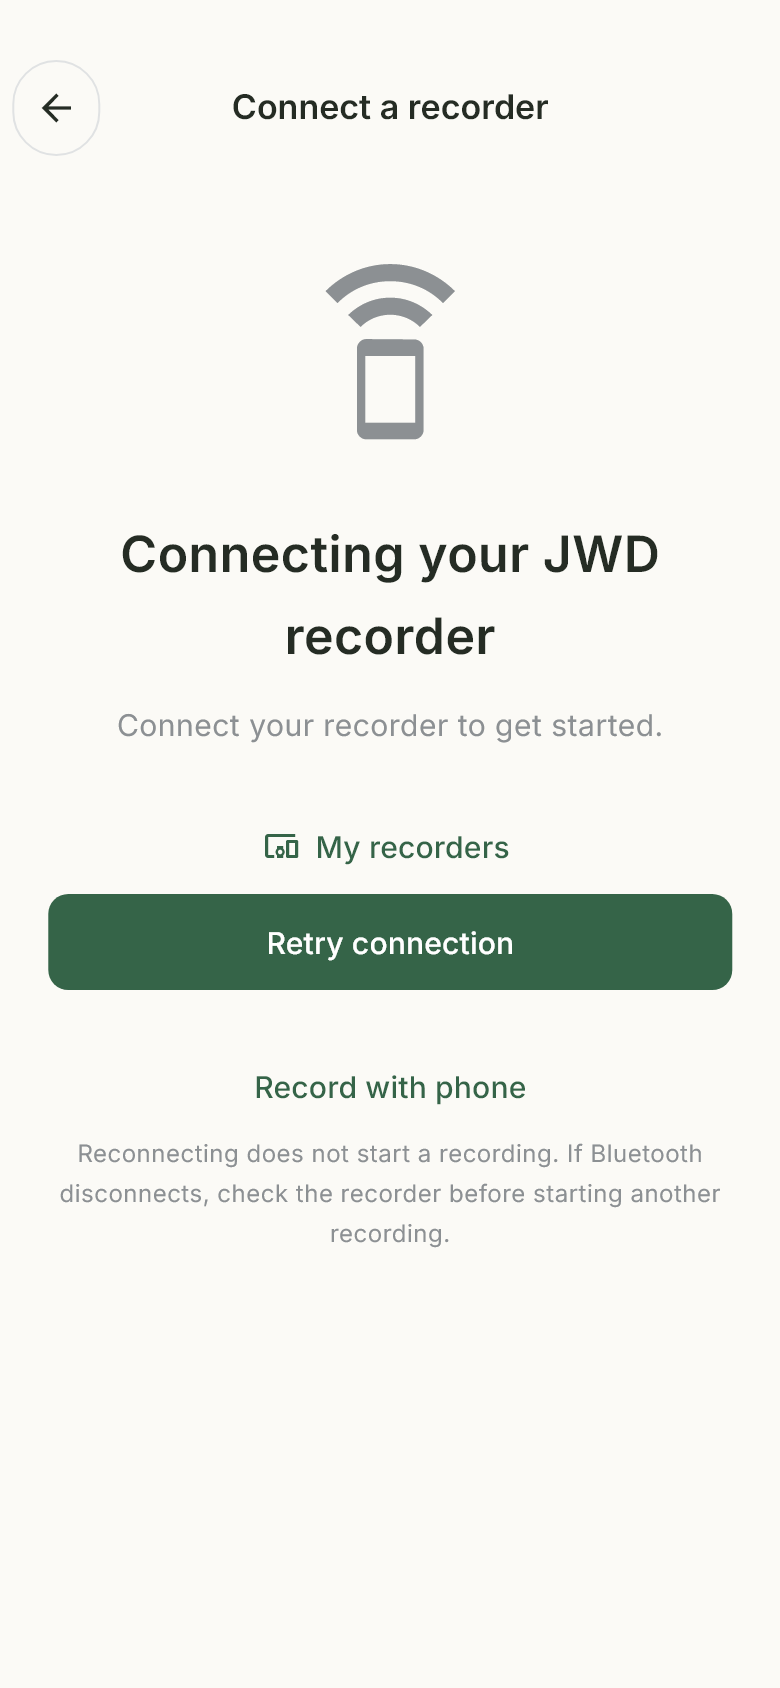 Connect a recorder
Connecting your JWD
recorder
Connect your recorder to get started.
My recorders
Retry connection
Record with phone
Reconnecting does not start a recording. If Bluetooth
disconnects, check the recorder before starting another
recording.